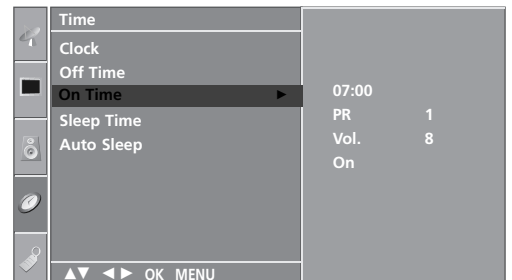 Time
Clock
Off Time
On Time ►
Sleep Time
Auto Sleep
07:00
PR 1
Vol. 8
On
▲▼ ◄► OK MENU